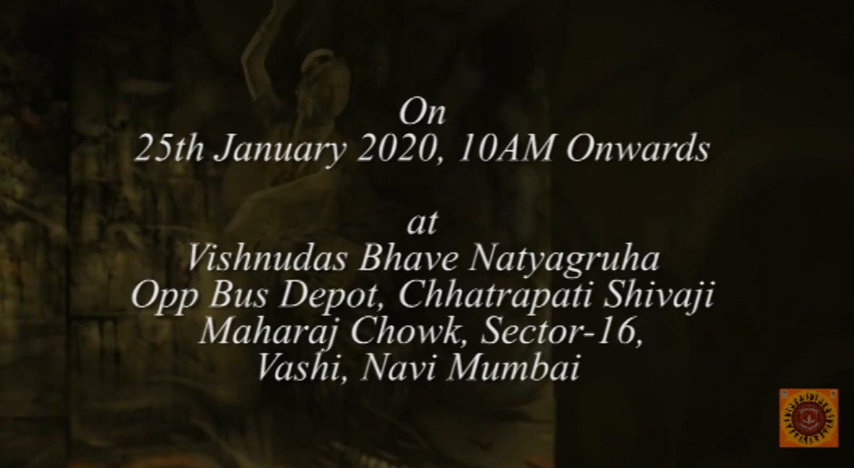 On
25th January 2020, 10AM Onwards
at
Vishnudas Bhave Natyagruha
Opp Bus Depot, Chhatrapati Shivaji
Maharaj Chowk, Sector-16,
Vashi, Navi Mumbai